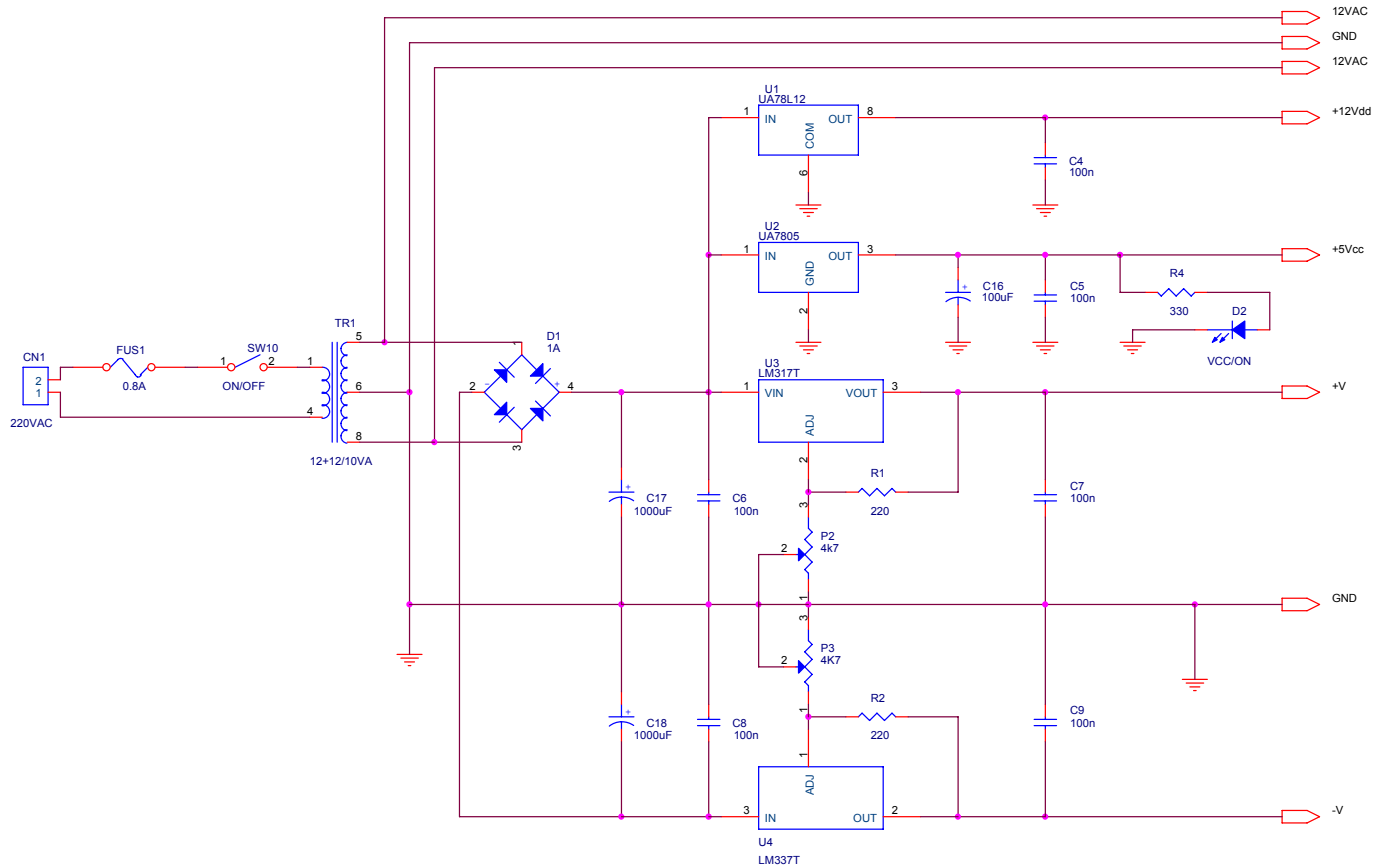 12VAC
GND
12VAC
U1
UA78L12
1
IN
OUT
8
COM
6
+12Vdd
C4
100n
U2
UA7805
1
IN
OUT
3
GND
2
+5Vcc
C16
100uF
+
C5
100n
R4
330
D2
VCC/ON
TR1
5
6
8
1
4
12+12/10VA
CN1
2
1
220VAC
FUS1
0.8A
SW10
1
2
ON/OFF
D1
1A
1
2
-
+
4
3
U3
LM317T
1
VIN
VOUT
3
ADJ
2
+V
R1
220
+
C17
1000uF
C6
100n
3
P2
4k7
2
1
C7
100n
GND
3
P3
4K7
2
1
R2
220
+
C18
1000uF
C8
100n
C9
100n
1
ADJ
3
IN
OUT
2
U4
LM337T
-V